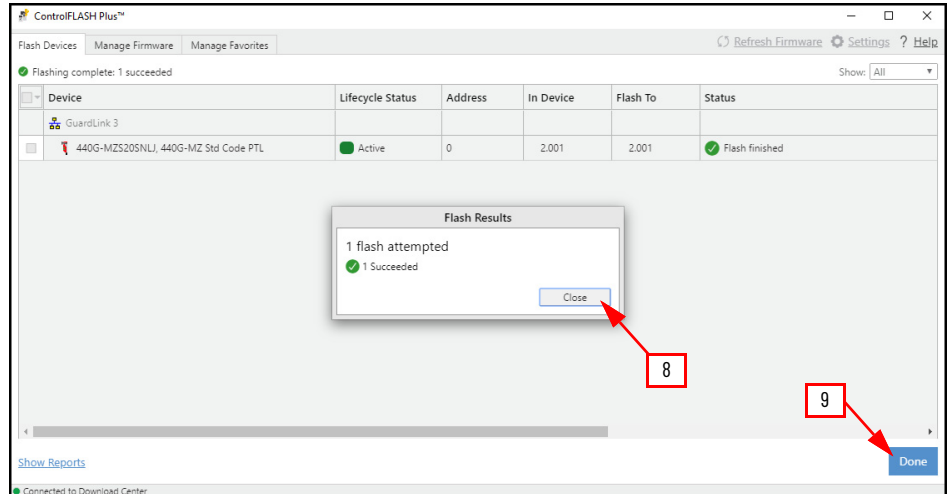 ControlFLASH Plus™
Flash Devices Manage Firmware Manage Favorites Refresh Firmware Settings ? Help
Flashing complete: 1 succeeded Show: All
Device Lifecycle Status Address In Device Flash To Status
GuardLink 3
440G-MZS20SNLJ, 440G-MZ Std Code PTL Active 0 2.001 2.001 Flash finished
Flash Results
1 flash attempted
1 Succeeded
Close
8
9
Show Reports Done
Connected to Download Center